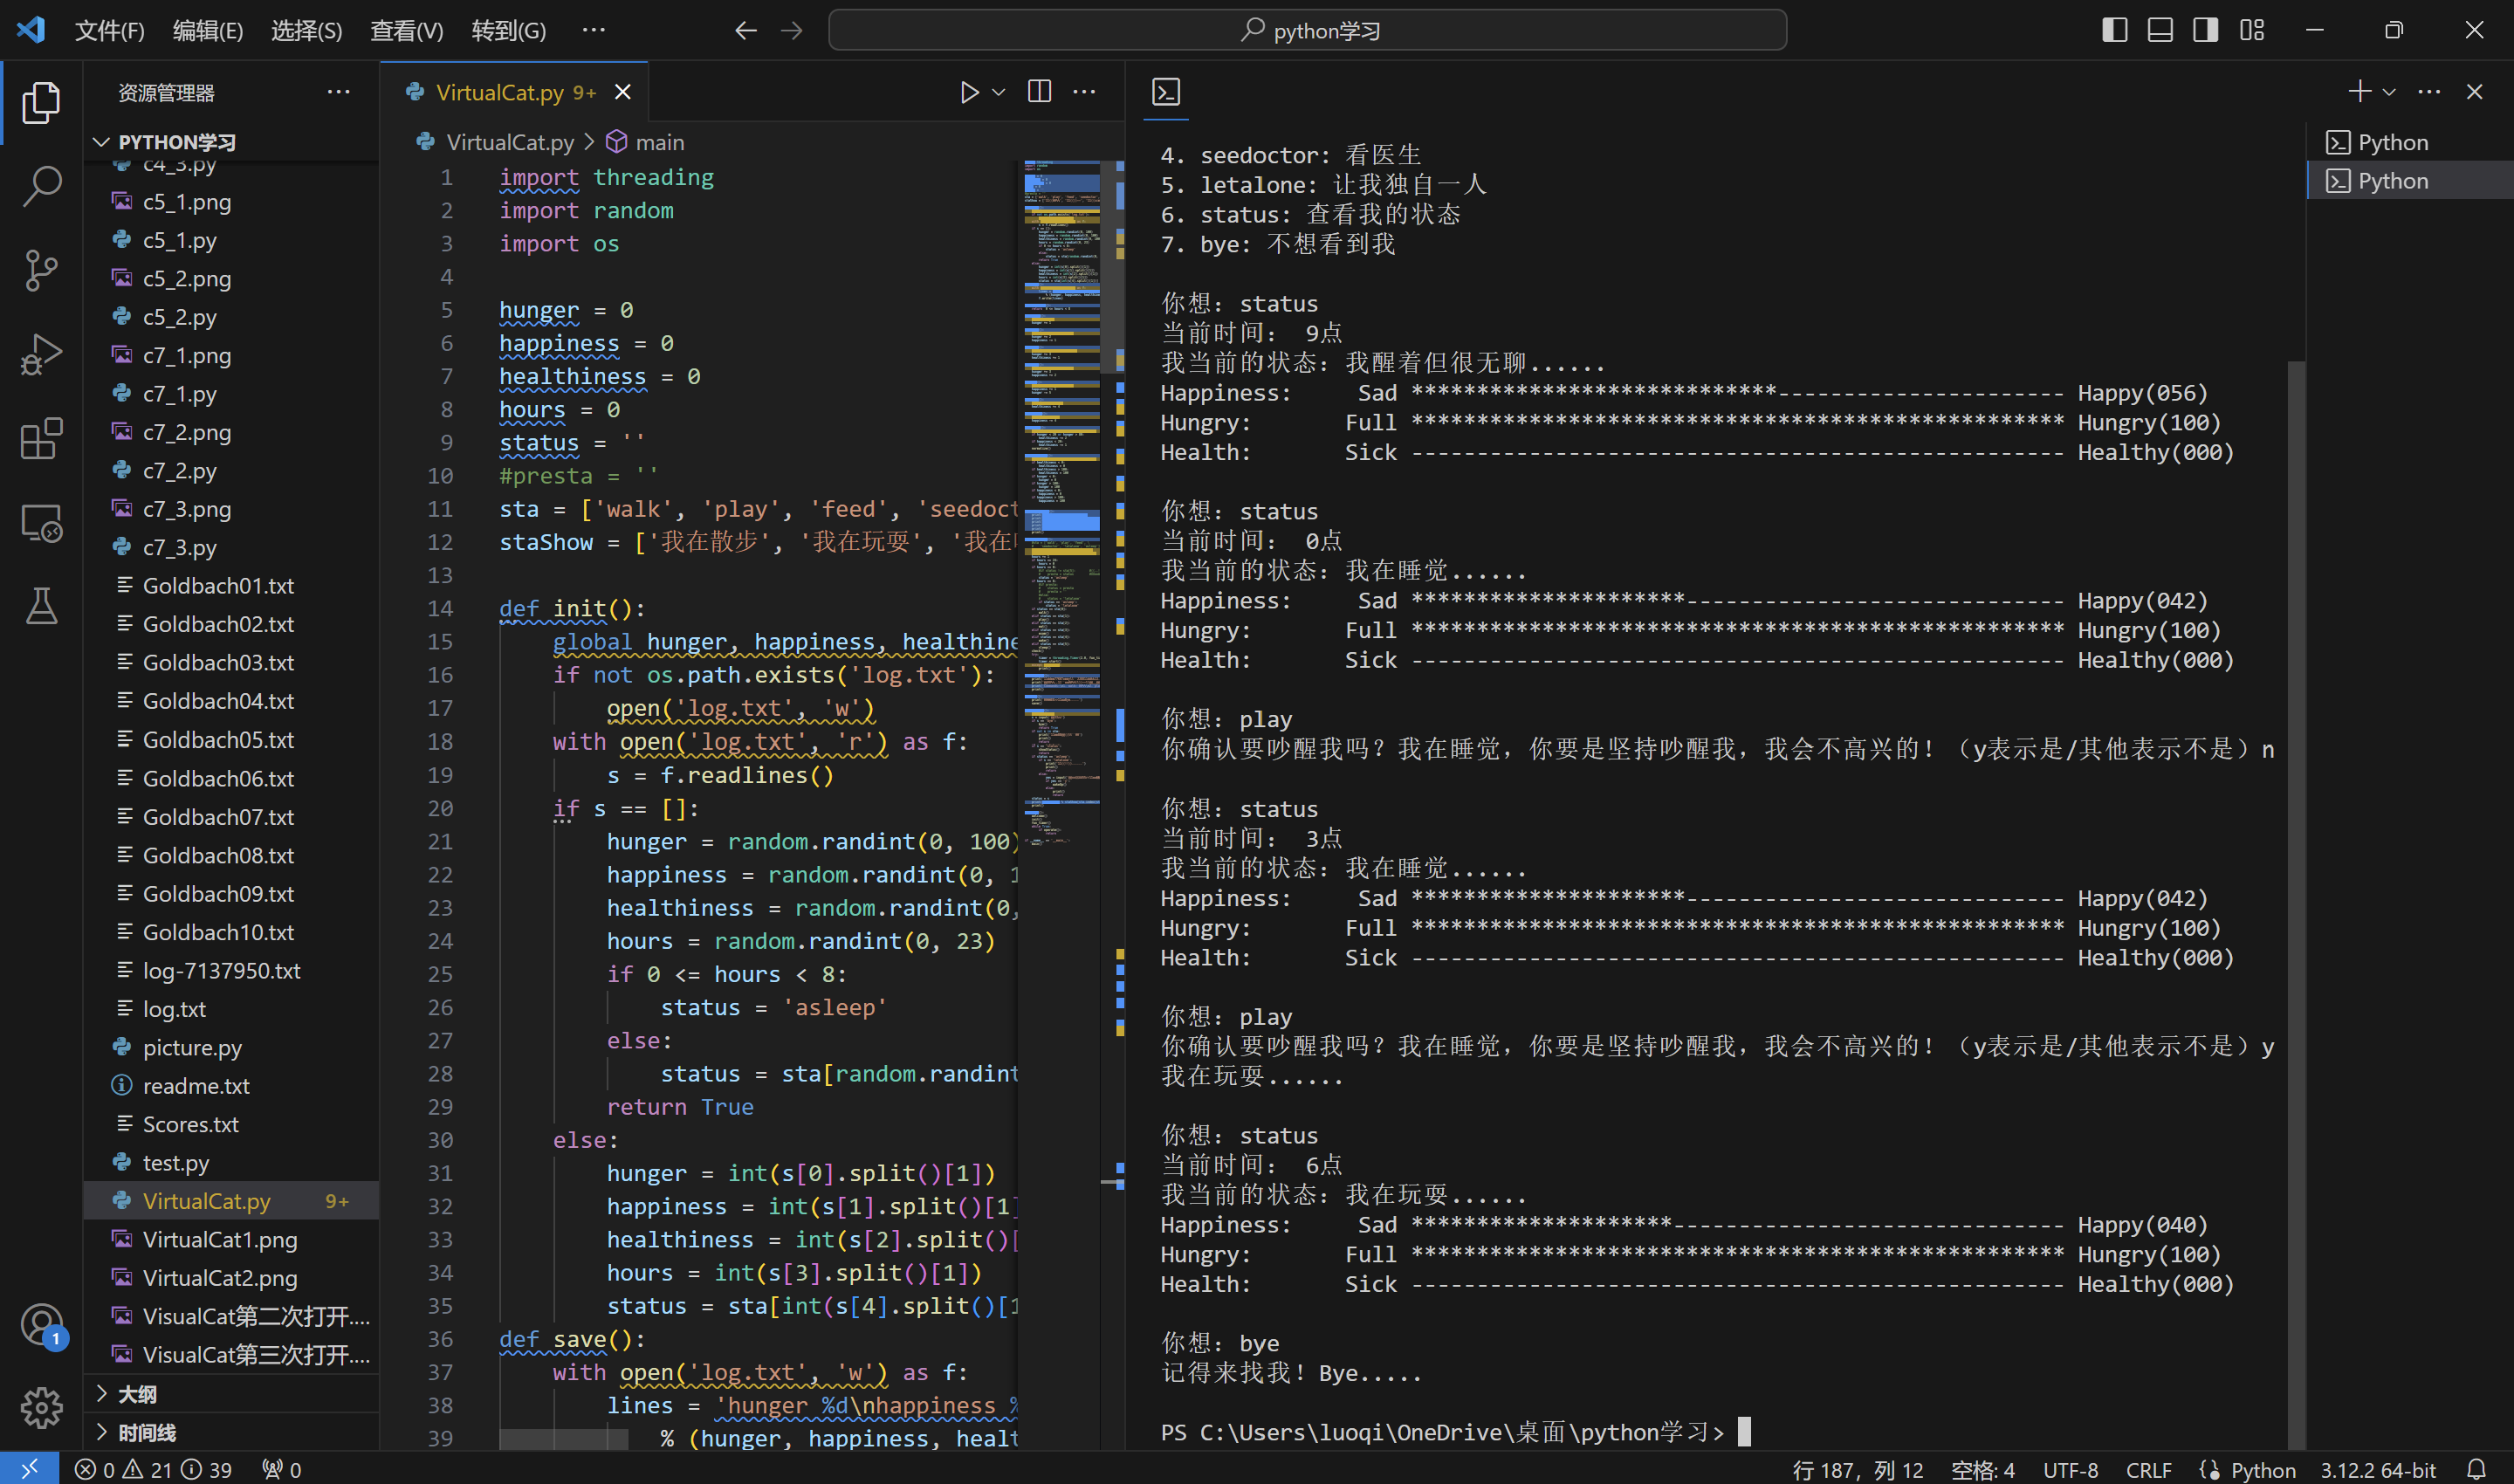 文件(F) 编辑(E) 选择(S) 查看(V) 转到(G) ··· python学习
资源管理器 ···
PYTHON学习
c4_3.py
c5_1.png
c5_1.py
c5_2.png
c5_2.py
c7_1.png
c7_1.py
c7_2.png
c7_2.py
c7_3.png
c7_3.py
Goldbach01.txt
Goldbach02.txt
Goldbach03.txt
Goldbach04.txt
Goldbach05.txt
Goldbach06.txt
Goldbach07.txt
Goldbach08.txt
Goldbach09.txt
Goldbach10.txt
log-7137950.txt
log.txt
picture.py
readme.txt
Scores.txt
test.py
VirtualCat.py 9+
VirtualCat1.png
VirtualCat2.png
VisualCat第二次打开....
VisualCat第三次打开....
大纲
时间线
1
VirtualCat.py 9+
VirtualCat.py > main
1 import threading
2 import random
3 import os
4
5 hunger = 0
6 happiness = 0
7 healthiness = 0
8 hours = 0
9 status = ''
10 #presta = ''
11 sta = ['walk', 'play', 'feed', 'seedoct
12 staShow = ['我在散步', '我在玩耍', '我在
13
14 def init():
15 global hunger, happiness, healthine
16 if not os.path.exists('log.txt'):
17 open('log.txt', 'w')
18 with open('log.txt', 'r') as f:
19 s = f.readlines()
20 if s == []:
21 hunger = random.randint(0, 100)
22 happiness = random.randint(0, 1
23 healthiness = random.randint(0,
24 hours = random.randint(0, 23)
25 if 0 <= hours < 8:
26 status = 'asleep'
27 else:
28 status = sta[random.randint
29 return True
30 else:
31 hunger = int(s[0].split()[1])
32 happiness = int(s[1].split()[1]
33 healthiness = int(s[2].split()[
34 hours = int(s[3].split()[1])
35 status = sta[int(s[4].split()[1
36 def save():
37 with open('log.txt', 'w') as f:
38 lines = 'hunger %d\nhappiness %
39 % (hunger, happiness, healt
4. seedoctor: 看医生
5. letalone: 让我独自一人
6. status: 查看我的状态
7. bye: 不想看到我
你想: status
当前时间: 9点
我当前的状态: 我醒着但很无聊......
Happiness: Sad ****************************---------------------- Happy(056)
Hungry: Full ************************************************** Hungry(100)
Health: Sick -------------------------------------------------- Healthy(000)
你想: status
当前时间: 0点
我当前的状态: 我在睡觉......
Happiness: Sad *********************----------------------------- Happy(042)
Hungry: Full ************************************************** Hungry(100)
Health: Sick -------------------------------------------------- Healthy(000)
你想: play
你确认要吵醒我吗? 我在睡觉, 你要是坚持吵醒我, 我会不高兴的! (y表示是/其他表示不是) n
你想: status
当前时间: 3点
我当前的状态: 我在睡觉......
Happiness: Sad *********************----------------------------- Happy(042)
Hungry: Full ************************************************** Hungry(100)
Health: Sick -------------------------------------------------- Healthy(000)
你想: play
你确认要吵醒我吗? 我在睡觉, 你要是坚持吵醒我, 我会不高兴的! (y表示是/其他表示不是) y
我在玩耍......
你想: status
当前时间: 6点
我当前的状态: 我在玩耍......
Happiness: Sad ********************------------------------------ Happy(040)
Hungry: Full ************************************************** Hungry(100)
Health: Sick -------------------------------------------------- Healthy(000)
你想: bye
记得来找我! Bye.....
PS C:\Users\luoqi\OneDrive\桌面\python学习>
Python
Python
0 21 39 0 行 187, 列 12 空格: 4 UTF-8 CRLF Python 3.12.2 64-bit